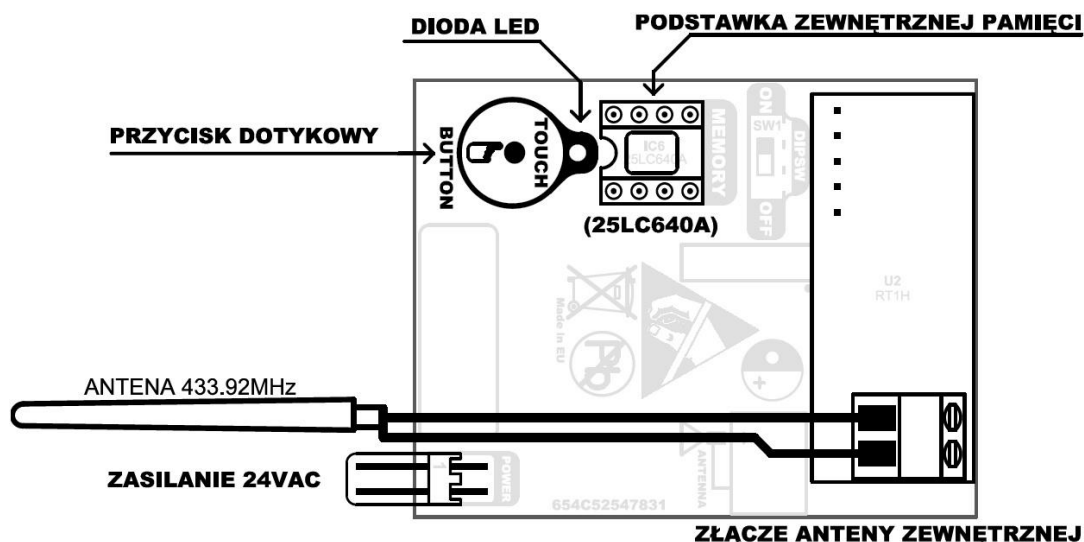 DIODA LED
PODSTAWKA ZEWNĘTRZNEJ PAMIĘCI
PRZYCISK DOTYKOWY
BUTTON
TOUCH
IC6
25LC640A
MEMORY
ON
SW1
DIPSW
OFF
(25LC640A)
U2
RT1H
Made in EU
ANTENA 433.92MHz
ZASILANIE 24VAC
1
POWER
ANTENNA
654C52547831
ZŁACZE ANTENY ZEWNETRZNEJ